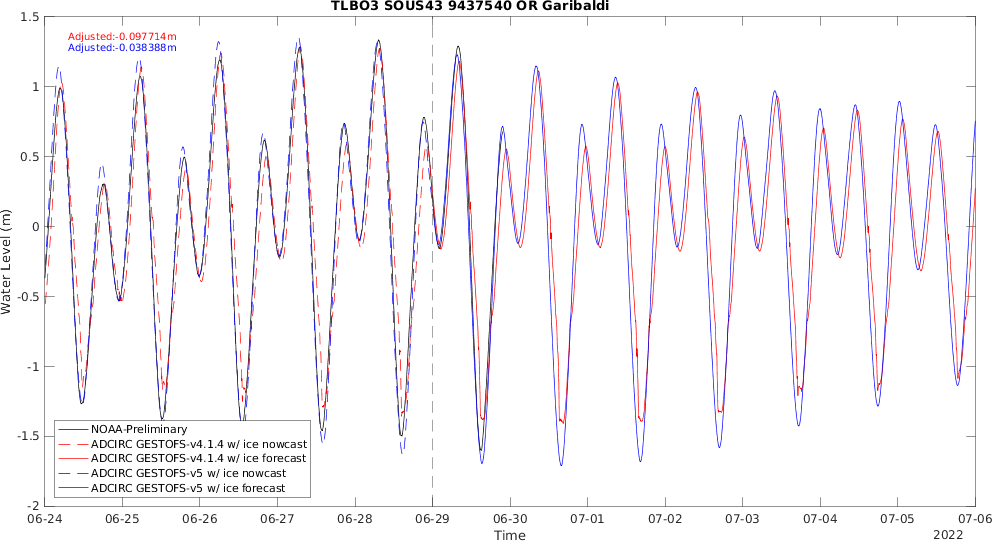 TLBO3 SOUS43 9437540 OR Garibaldi
Adjusted:-0.097714m
Adjusted:-0.038388m
1.5
1
0.5
0
-0.5
-1
-1.5
-2
Water Level (m)
NOAA-Preliminary
ADCIRC GESTOFS-v4.1.4 w/ ice nowcast
ADCIRC GESTOFS-v4.1.4 w/ ice forecast
ADCIRC GESTOFS-v5 w/ ice nowcast
ADCIRC GESTOFS-v5 w/ ice forecast
06-24 06-25 06-26 06-27 06-28 06-29 06-30 07-01 07-02 07-03 07-04 07-05 07-06
Time
2022